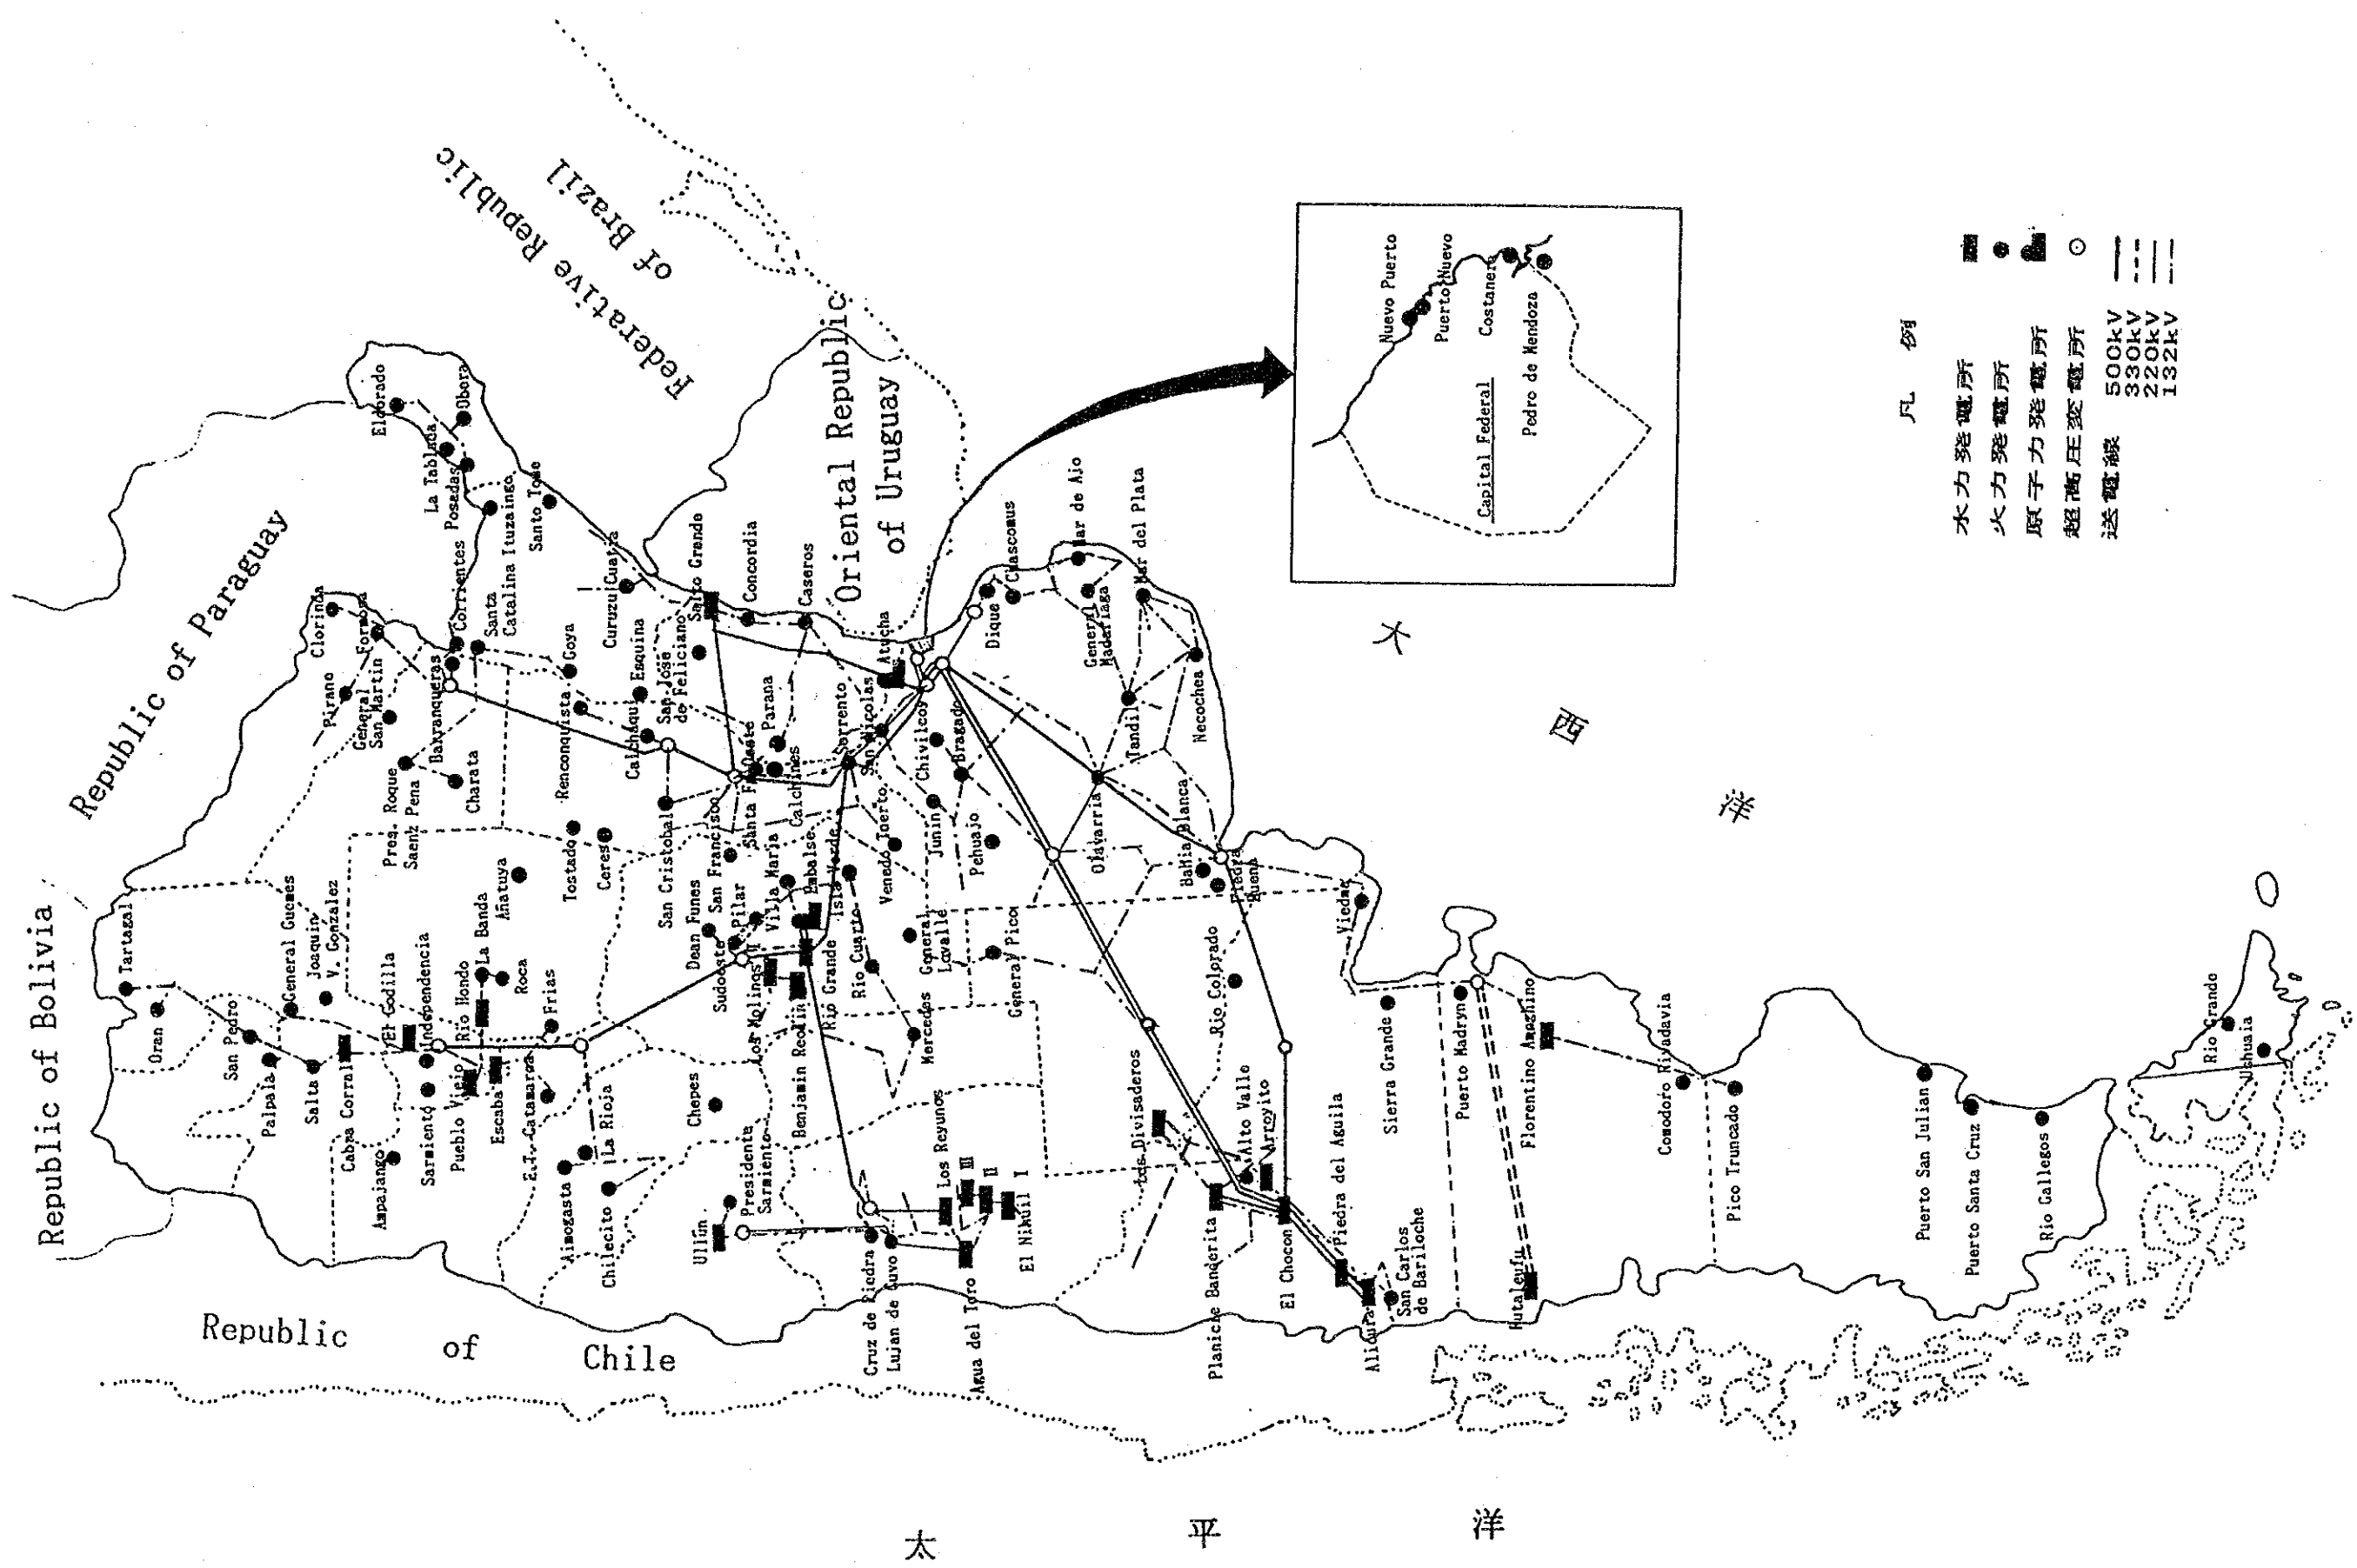 Republic of Bolivia
Republic of Paraguay
Federative Republic
of Brazil
Oriental Republic
of Uruguay
Republic
of
Chile
太
平
洋
大
西
洋
Tartagal
Oran
San Pedro
Palpala
General Guemes
Joaquin
V. Gonzalez
Salta
Cabra Corral
El Godilla
Independencia
Ampajango
Sarmiento
Pueblo Viejo
Rio Hondo
La Banda
Roca
Escaba
Frias
Catamarca
Añatuya
Aimogasta
La Rioja
Chilecito
Chepes
Clorinda
Formosa
Pirano
General
San Martin
Corrientes
Barranqueras
Santa
Catalina Ituzaingo
Pres. Roque
Saenz Pena
Charata
Eldorado
Obera
La Tablada
Posedas
Santo Tome
Goya
Renconquista
Curuzu Cuatia
Esquina
Calchaqui
San Jose
de Feliciano
Salto Grande
Concordia
Caseros
Tostado
Ceres
San Cristobal
San Francisco
Santa Fe Oeste
Parana
Calchines
Sorrento
San Nicolas
Atucha
Dean Funes
Pilar
Villa Maria
Sudoeste
Los Molinos II
Embalse
Isla Verde
Benjamin Reolin
Rio Grande
Rio Cuarto
Venedo Tuerto
Junin
Chivilcoy
Bragado
Pehuajo
General
Lavalle
General Pico
Mercedes
Ullún
Presidente
Sarmiento
Cruz de Piedra
Lujan de Cuvo
Los Reyunos
Agua del Toro
El Nihuil I
II
III
Dique
Chascomus
Mar de Ajo
General
Madariaga
Mar del Plata
Tandil
Necochea
Olavarria
Bahia Blanca
Piedra
Buena
Los Divisaderos
Rio Colorado
Alto Valle
Arroyito
Planicie Banderita
El Chocon
Piedra del Aguila
Alicura
San Carlos
de Bariloche
Viedma
Sierra Grande
Puerto Madryn
Florentino Ameghino
Futaleufu
Comodoro Rivadavia
Pico Truncado
Puerto San Julian
Puerto Santa Cruz
Rio Gallegos
Rio Grande
Ushuaia
Nuevo Puerto
Puerto Nuevo
Costanera
Capital Federal
Pedro de Mendoza
凡 例
水力発電所
火力発電所
原子力発電所
超高圧変電所
送電線 500kV
330kV
220kV
132kV